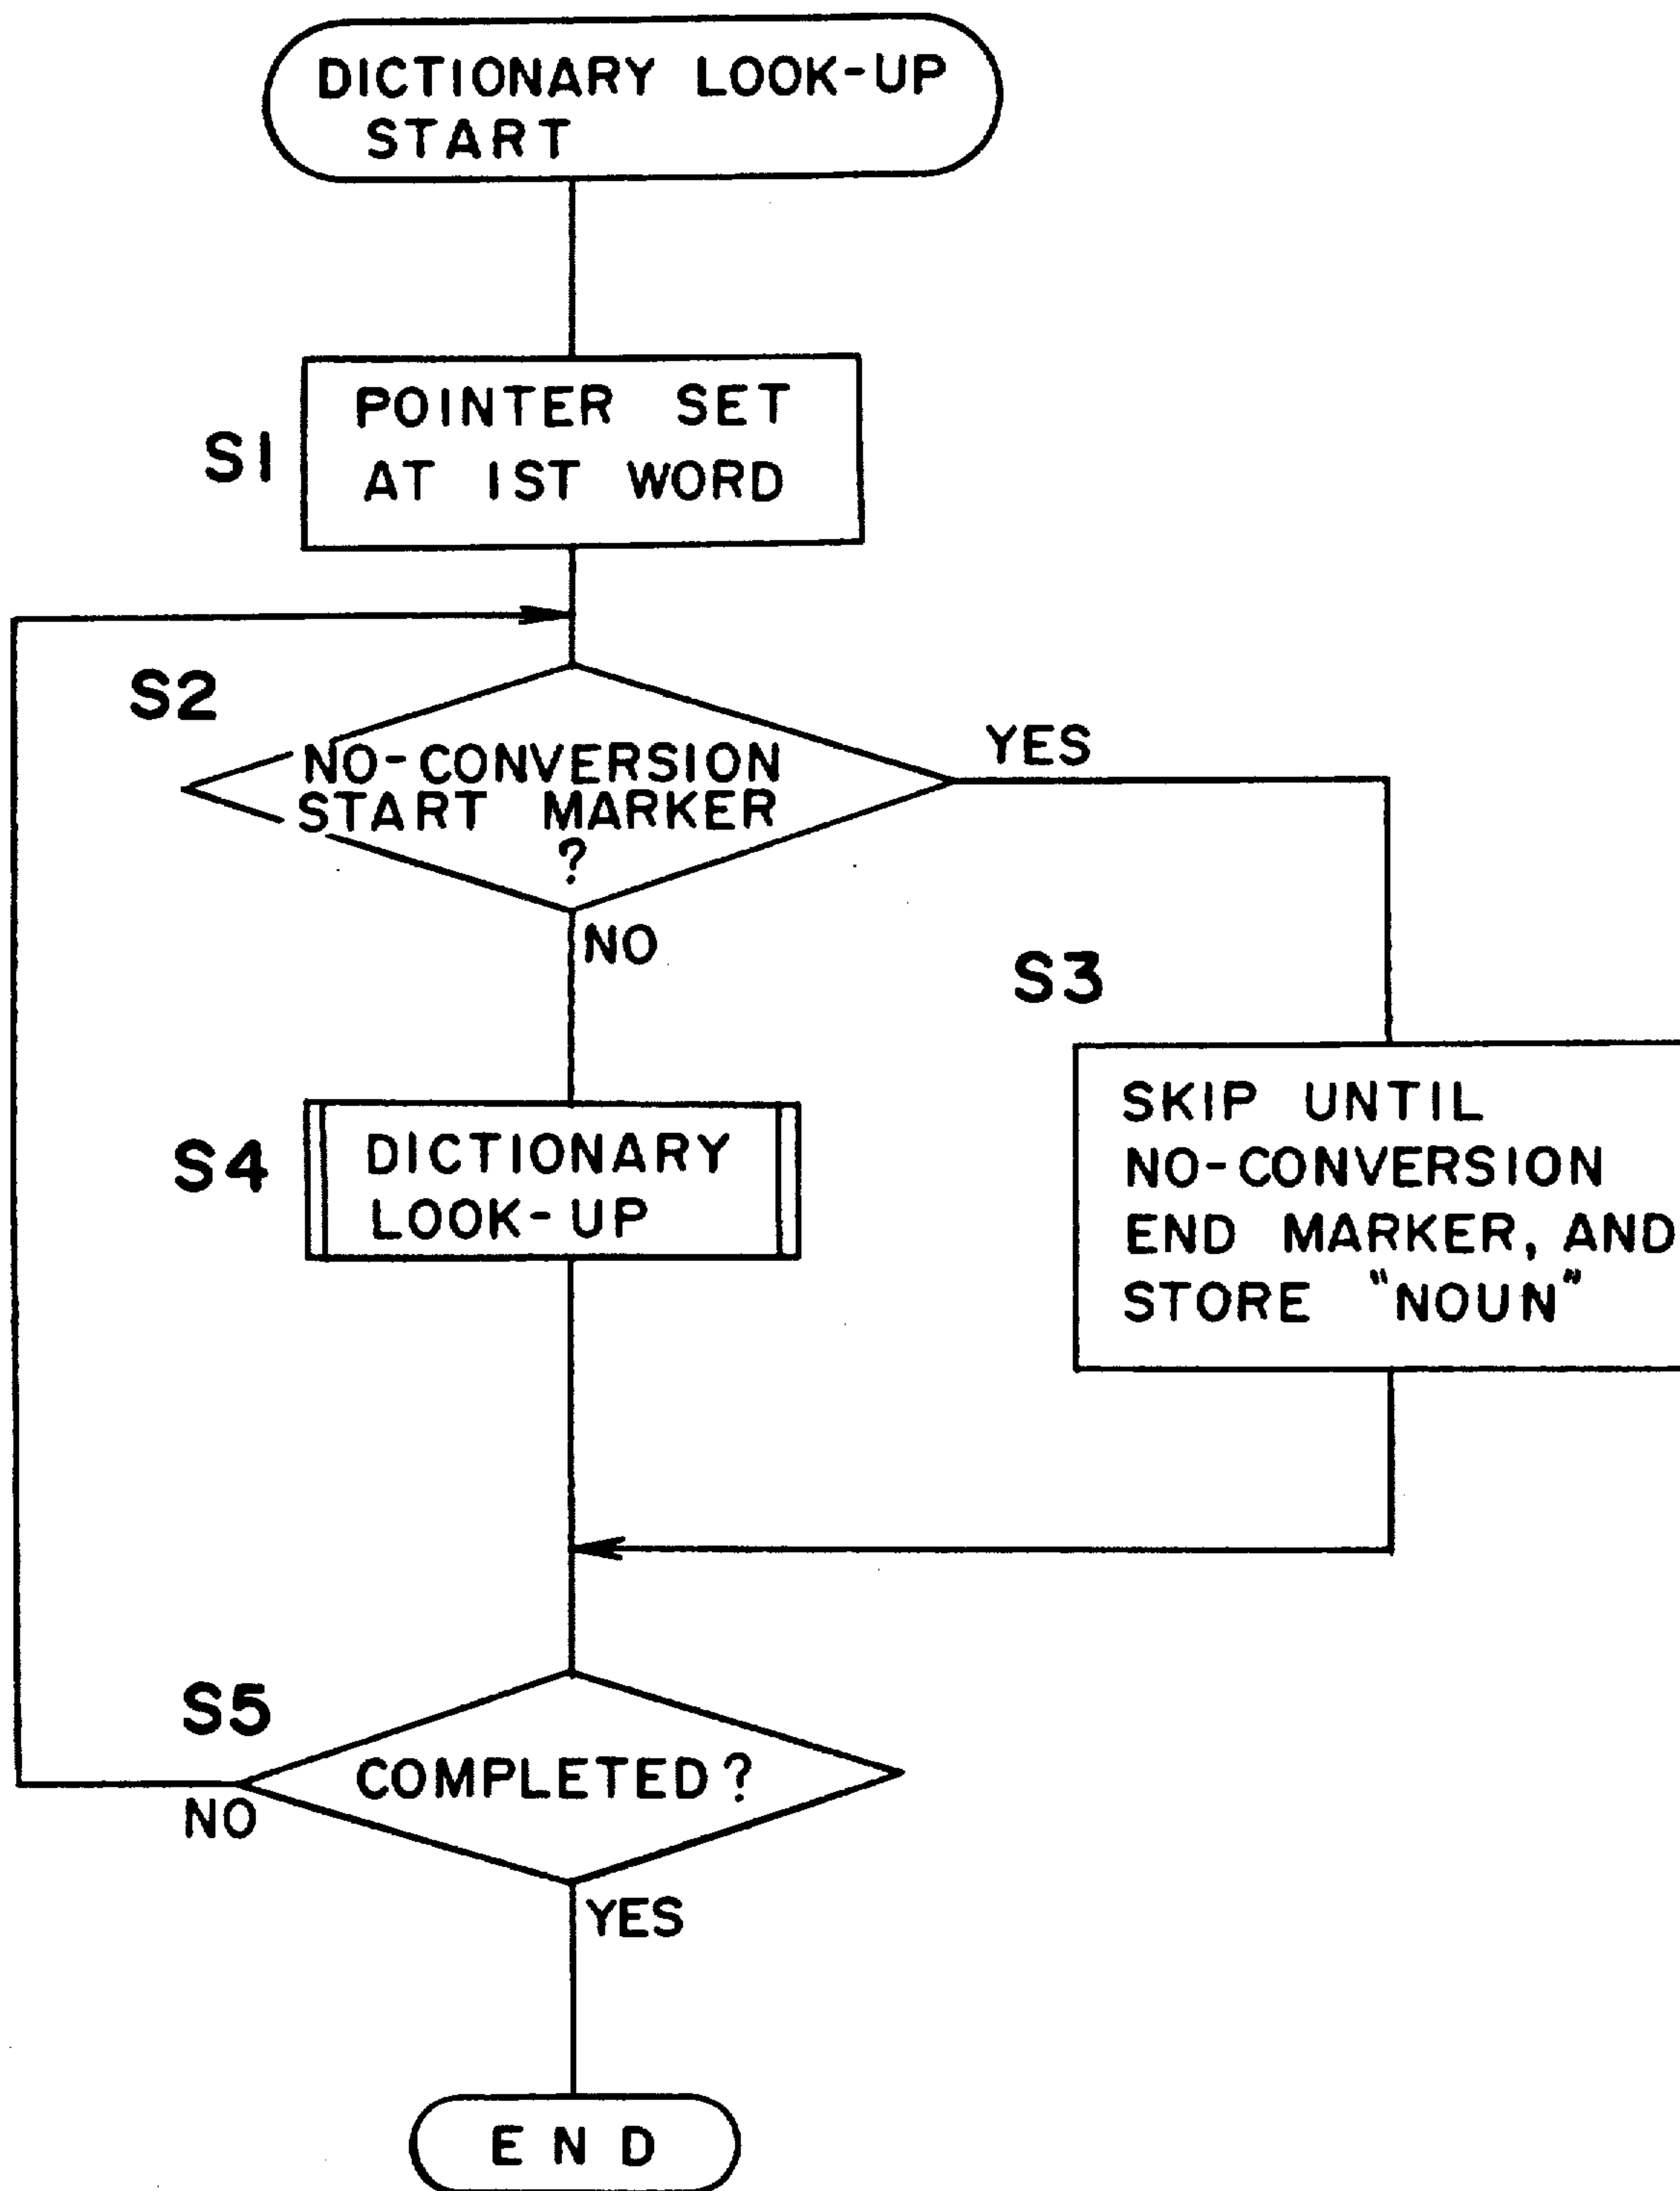 DICTIONARY LOOK-UP
START
S1
POINTER SET
AT 1ST WORD
S2
NO-CONVERSION
START MARKER
?
YES
NO
S3
SKIP UNTIL
NO-CONVERSION
END MARKER, AND
STORE "NOUN"
S4
DICTIONARY
LOOK-UP
S5
COMPLETED?
NO
YES
END